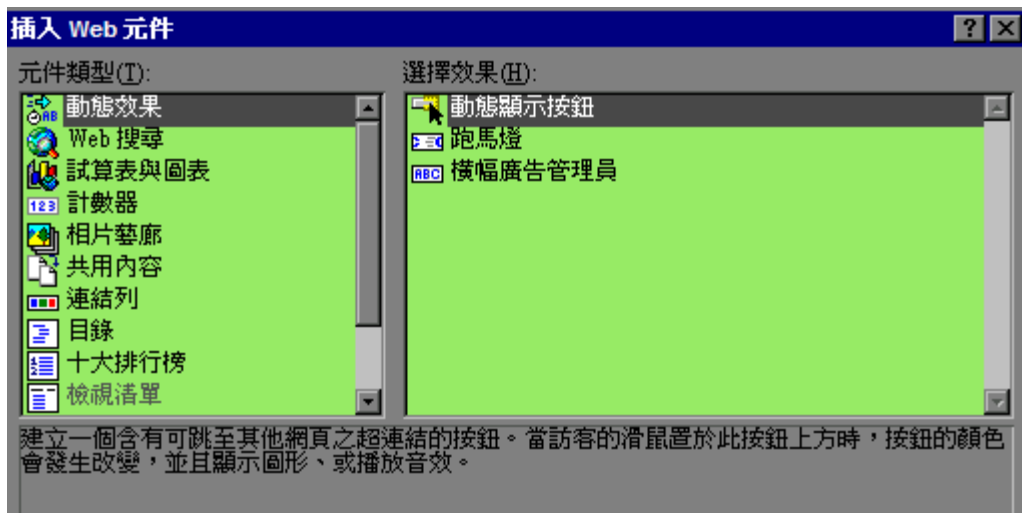 插入 Web 元件
元件類型(T):
動態效果
Web 搜尋
試算表與圖表
123 計數器
相片藝廊
共用內容
連結列
目錄
十大排行榜
檢視清單
選擇效果(H):
動態顯示按鈕
跑馬燈
ABC 橫幅廣告管理員
建立一個含有可跳至其他網頁之超連結的按鈕。當訪客的滑鼠置於此按鈕上方時，按鈕的顏色
會發生改變，並且顯示圖形、或播放音效。